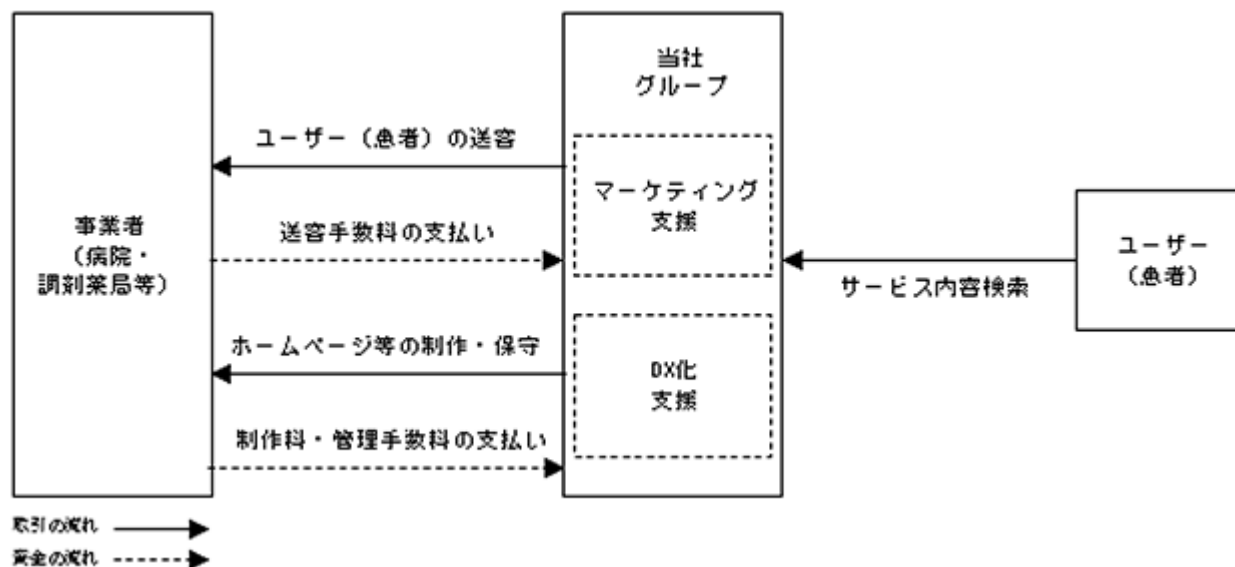 当社
グループ
ユーザー（患者）の送客
マーケティング
支援
事業者
（病院・
調剤薬局等）
送客手数料の支払い
ユーザー
（患者）
サービス内容検索
ホームページ等の制作・保守
DX化
支援
制作料・管理手数料の支払い
取引の流れ
資金の流れ